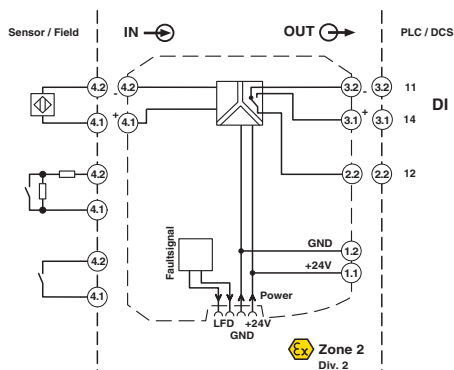 Sensor / Field
IN
OUT
PLC / DCS
4.2
4.2
-
3.2
-
3.2
11
DI
4.1
+
4.1
3.1
+
3.1
14
4.2
2.2
2.2
12
4.1
4.2
4.1
Faultsignal
GND
1.2
+24V
1.1
Power
LFD
+24V
GND
Ex
Zone 2
Div. 2